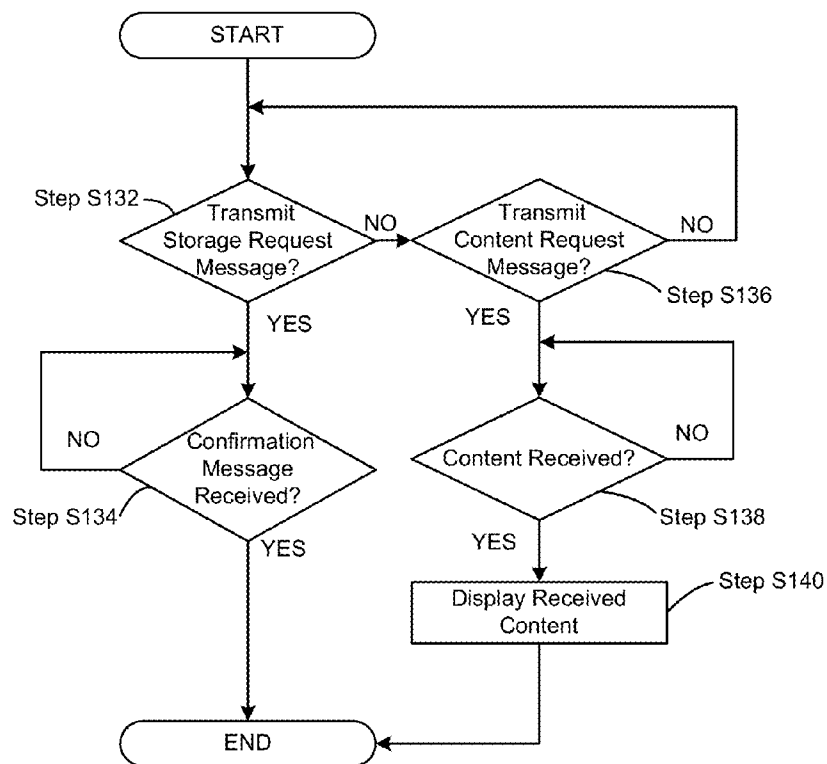 START
Step S132
Transmit
Storage Request
Message?
NO
Transmit
Content Request
Message?
NO
Step S136
YES
YES
NO
Confirmation
Message
Received?
Step S134
YES
Content Received?
NO
Step S138
YES
Display Received
Content
Step S140
END